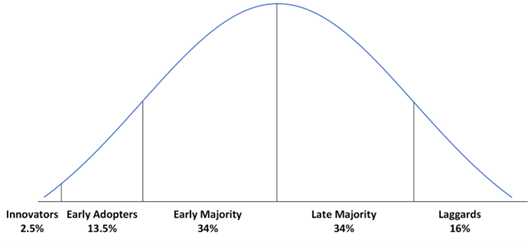 Innovators Early Adopters Early Majority Late Majority Laggards
2.5% 13.5% 34% 34% 16%